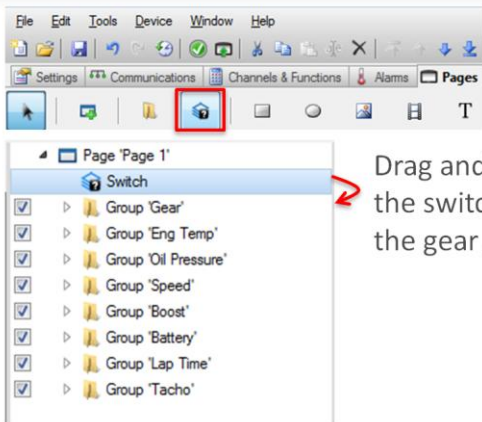 File Edit Tools Device Window Help
Settings Communications Channels & Functions Alarms Pages
T
Page 'Page 1'
Switch
Group 'Gear'
Group 'Eng Temp'
Group 'Oil Pressure'
Group 'Speed'
Group 'Boost'
Group 'Battery'
Group 'Lap Time'
Group 'Tacho'
Drag and
the switc
the gear